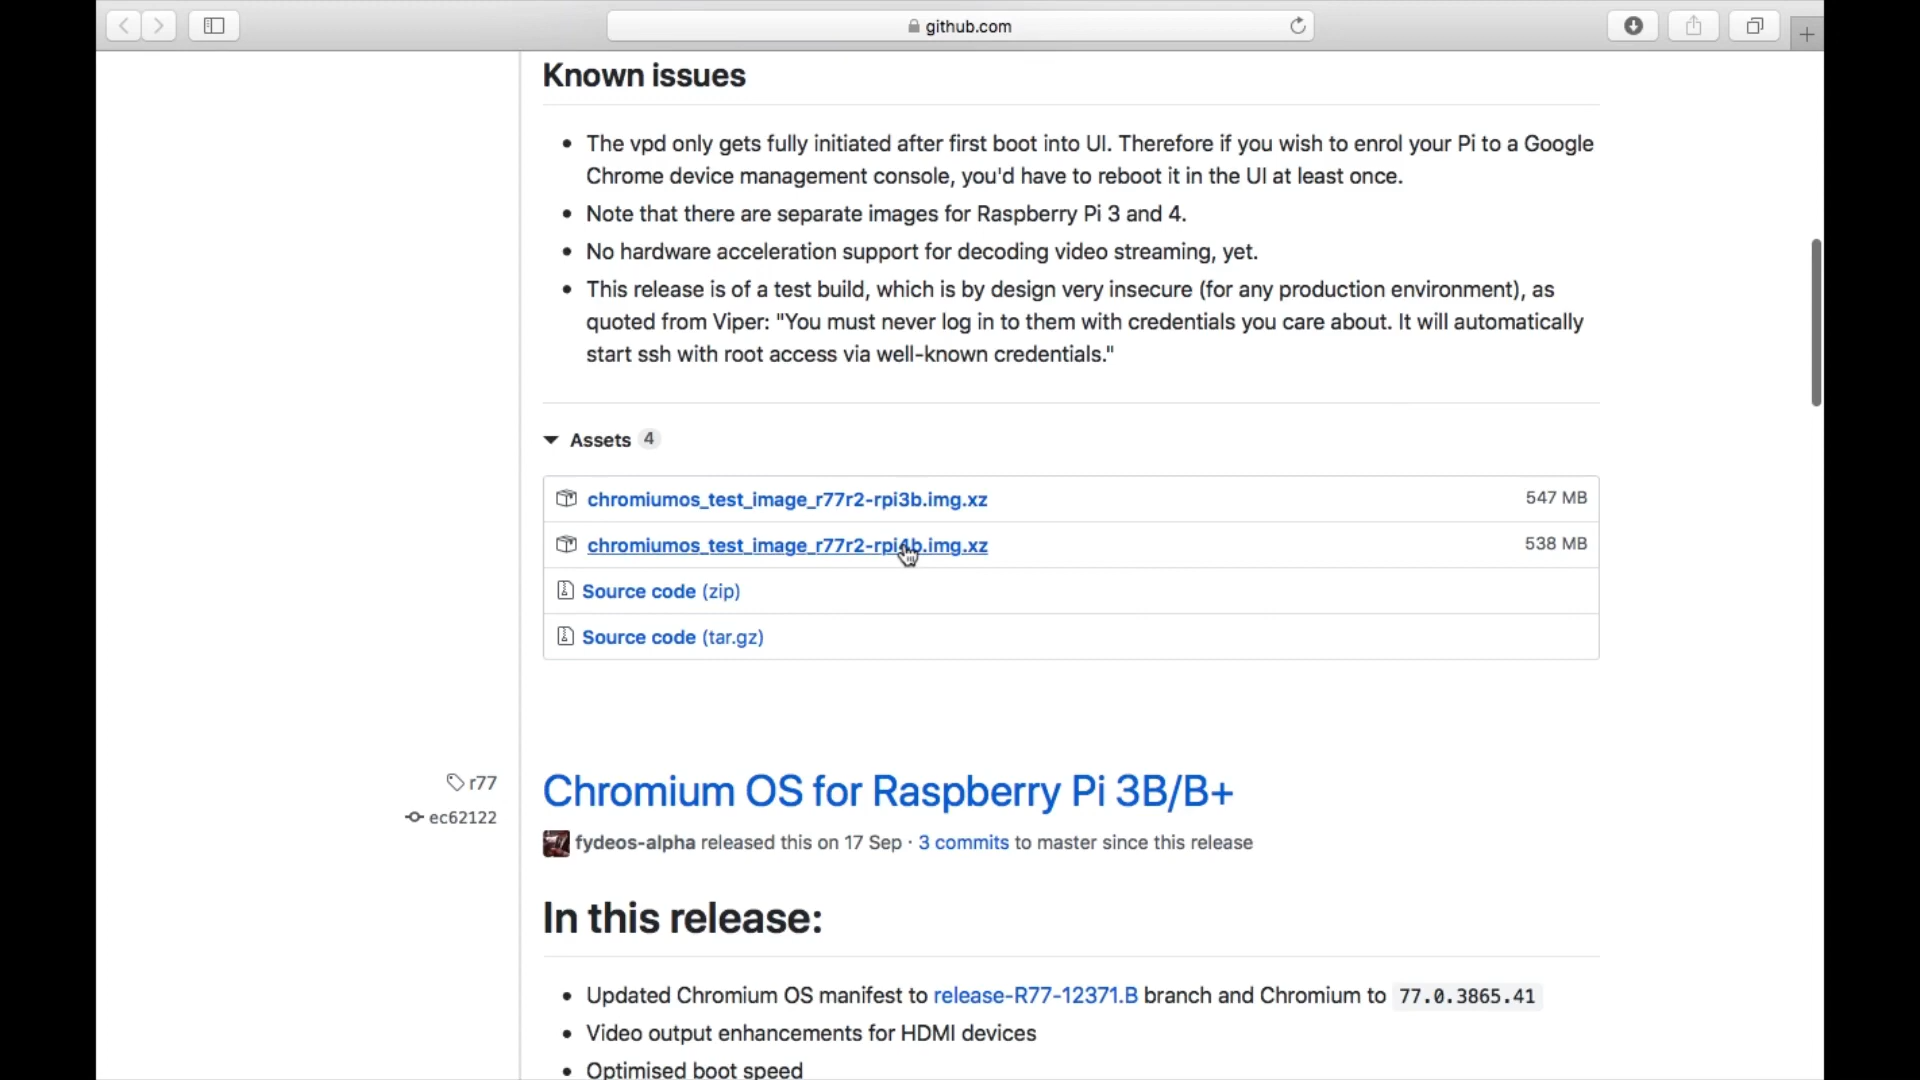 github.com
Known issues
The vpd only gets fully initiated after first boot into UI. Therefore if you wish to enrol your Pi to a Google
Chrome device management console, you'd have to reboot it in the UI at least once.
Note that there are separate images for Raspberry Pi 3 and 4.
No hardware acceleration support for decoding video streaming, yet.
This release is of a test build, which is by design very insecure (for any production environment), as
quoted from Viper: "You must never log in to them with credentials you care about. It will automatically
start ssh with root access via well-known credentials."
Assets 4
chromiumos_test_image_r77r2-rpi3b.img.xz 547 MB
chromiumos_test_image_r77r2-rpi4b.img.xz 538 MB
Source code (zip)
Source code (tar.gz)
r77
ec62122
Chromium OS for Raspberry Pi 3B/B+
fydeos-alpha released this on 17 Sep · 3 commits to master since this release
In this release:
Updated Chromium OS manifest to release-R77-12371.B branch and Chromium to 77.0.3865.41
Video output enhancements for HDMI devices
Optimised boot speed